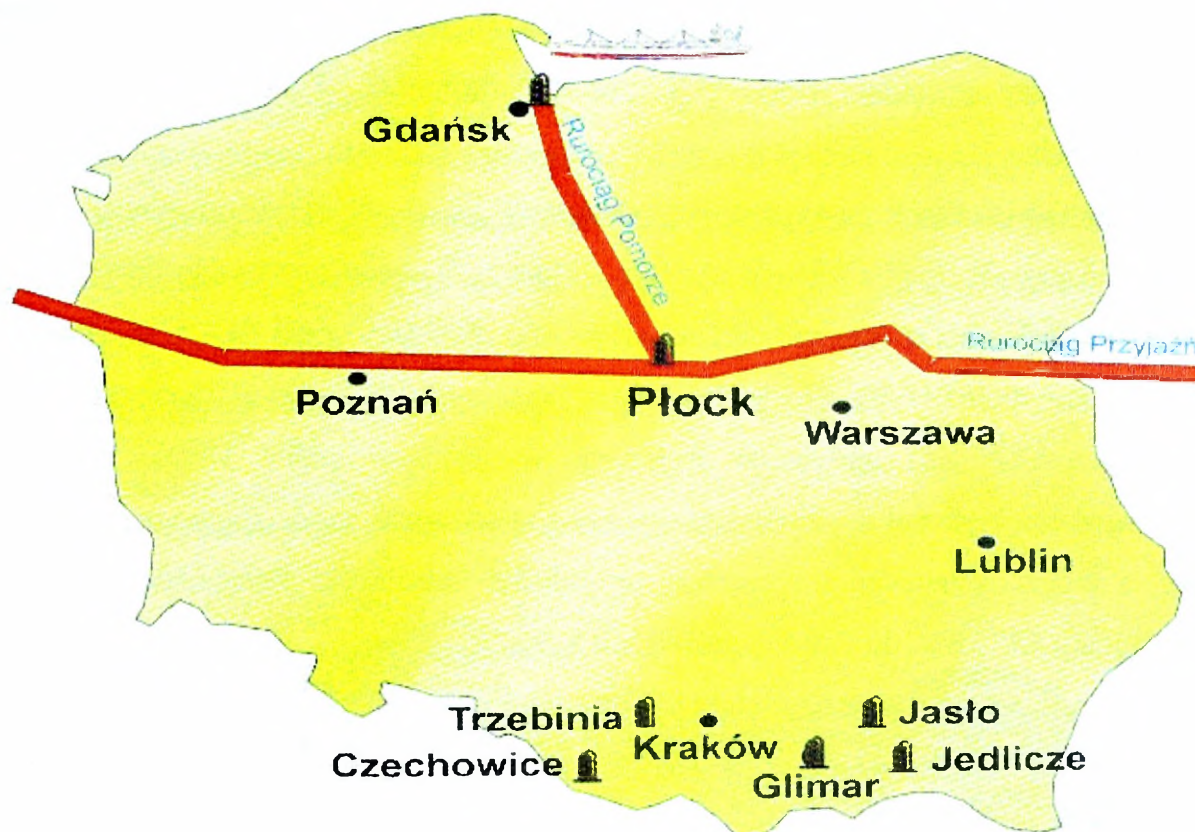 Gdańsk
Rurociąg Pomorze
Rurociąg Przyjaźń
Poznań
Płock
Warszawa
Lublin
Trzebinia
Jasło
Kraków
Czechowice
Jedlicze
Glimar